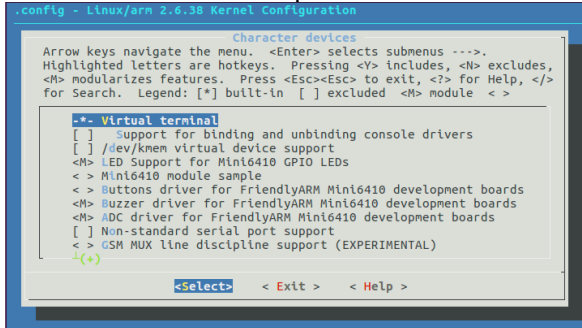 .config - Linux/arm 2.6.38 Kernel Configuration
Character devices
Arrow keys navigate the menu.  <Enter> selects submenus --->.
Highlighted letters are hotkeys.  Pressing <Y> includes, <N> excludes,
<M> modularizes features.  Press <Esc><Esc> to exit, <?> for Help, </>
for Search.  Legend: [*] built-in  [ ] excluded  <M> module  < >
-*- Virtual terminal
[ ]   Support for binding and unbinding console drivers
[ ] /dev/kmem virtual device support
<M> LED Support for Mini6410 GPIO LEDs
< > Mini6410 module sample
< > Buttons driver for FriendlyARM Mini6410 development boards
<M> Buzzer driver for FriendlyARM Mini6410 development boards
<M> ADC driver for FriendlyARM Mini6410 development boards
[ ] Non-standard serial port support
< > GSM MUX line discipline support (EXPERIMENTAL)
┴(+)
<Select>    < Exit >    < Help >